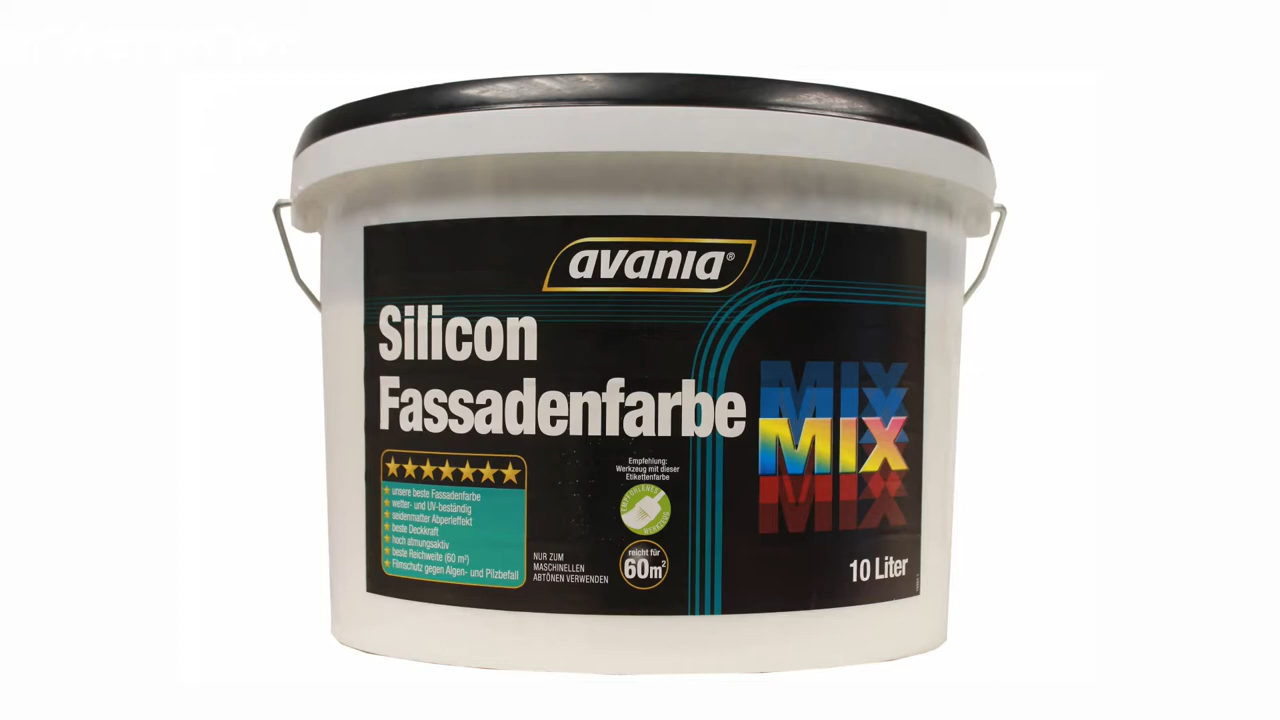 avania®
Silicon
Fassadenfarbe
MIX
MIX
MIX
unsere beste Fassadenfarbe
wetter- und UV-beständig
seidenmatter Abperleffekt
beste Deckkraft
hoch atmungsaktiv
beste Reichweite (60 m²)
Filmschutz gegen Algen- und Pilzbefall
NUR ZUM
MASCHINELLEN
ABTÖNEN VERWENDEN
Empfehlung:
Werkzeug mit dieser
Etikettenfarbe
EMPFOHLENES
WERKZEUG
reicht für
60m²
10 Liter